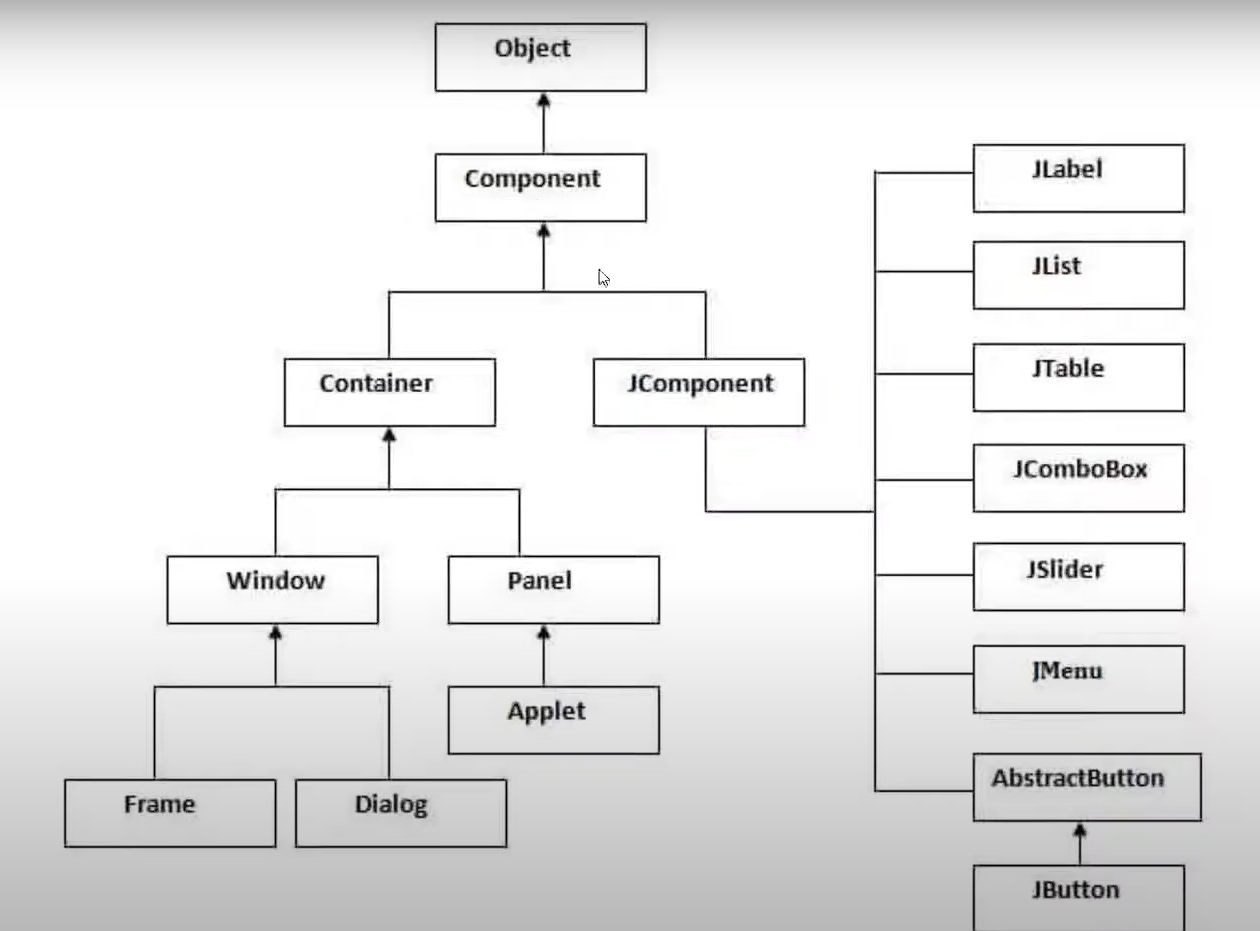 Object
Component
Container
JComponent
Window
Panel
Applet
Frame
Dialog
JLabel
JList
JTable
JComboBox
JSlider
JMenu
AbstractButton
JButton